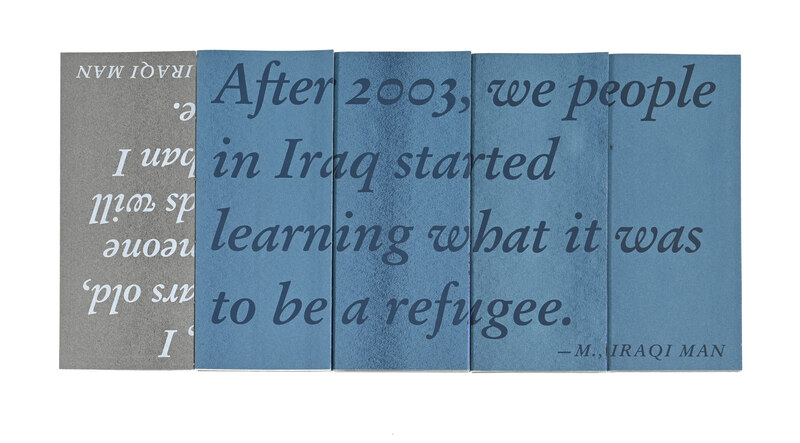 After 2003, we people
in Iraq started
learning what it was
to be a refugee.
—M., IRAQI MAN
, I
ars old,
neone
ds will
han I
e.
IRAQI MAN